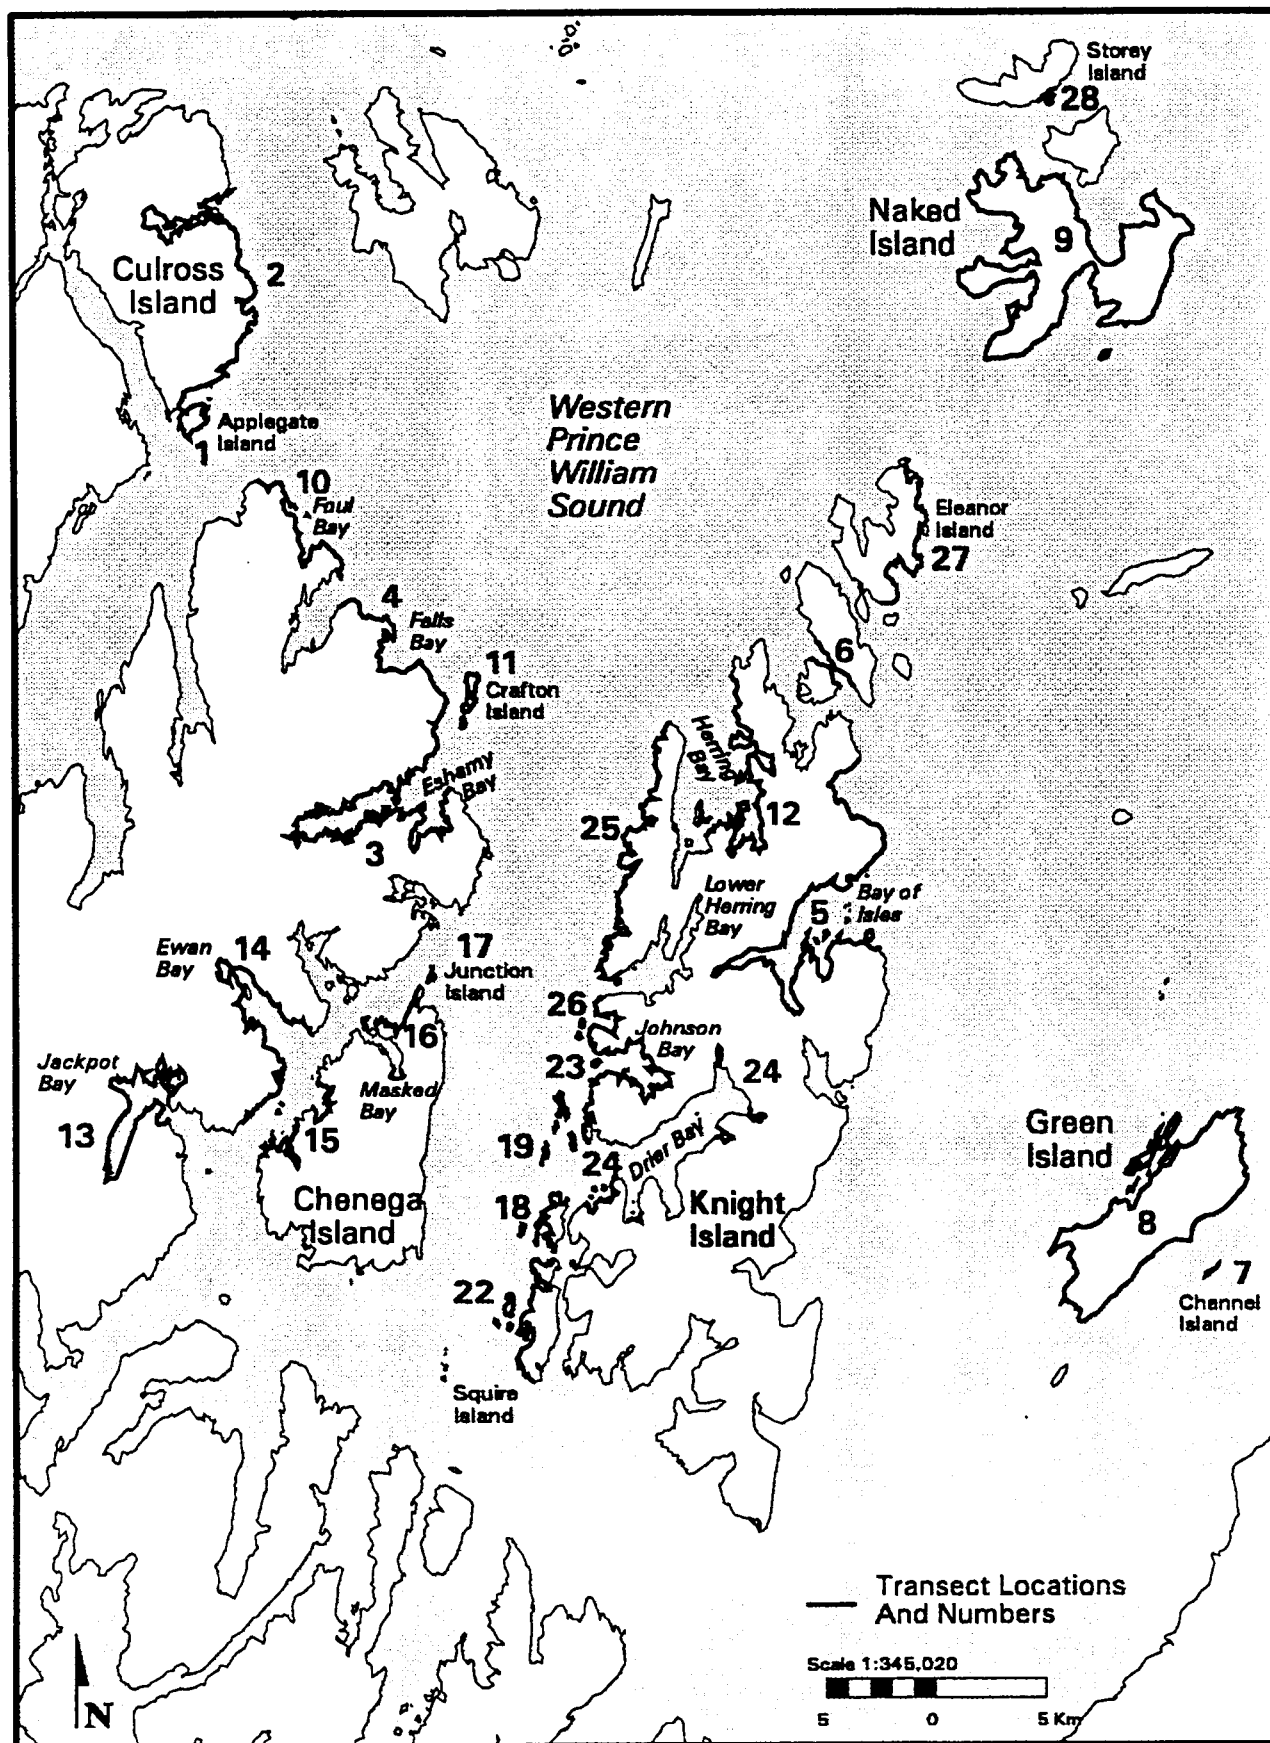 Storey
Island
28
Naked
Island
9
Culross
Island
2
Applegate
Island
1
Western
Prince
William
Sound
10
Foul
Bay
Eleanor
Island
27
4
Falls
Bay
6
11
Crafton
Island
Herring
Bay
Eshamy
Bay
25
12
3
Lower
Herring
Bay
Bay of
Isles
5
Ewan
Bay
14
17
Junction
Island
26
16
Johnson
Bay
Jackpot
Bay
23
24
Masked
Bay
13
15
19
24
Drier Bay
Green
Island
Chenega
Island
18
Knight
Island
8
22
7
Channel
Island
Squire
Island
Transect Locations
And Numbers
Scale 1:345,020
5 0 5 Km
N